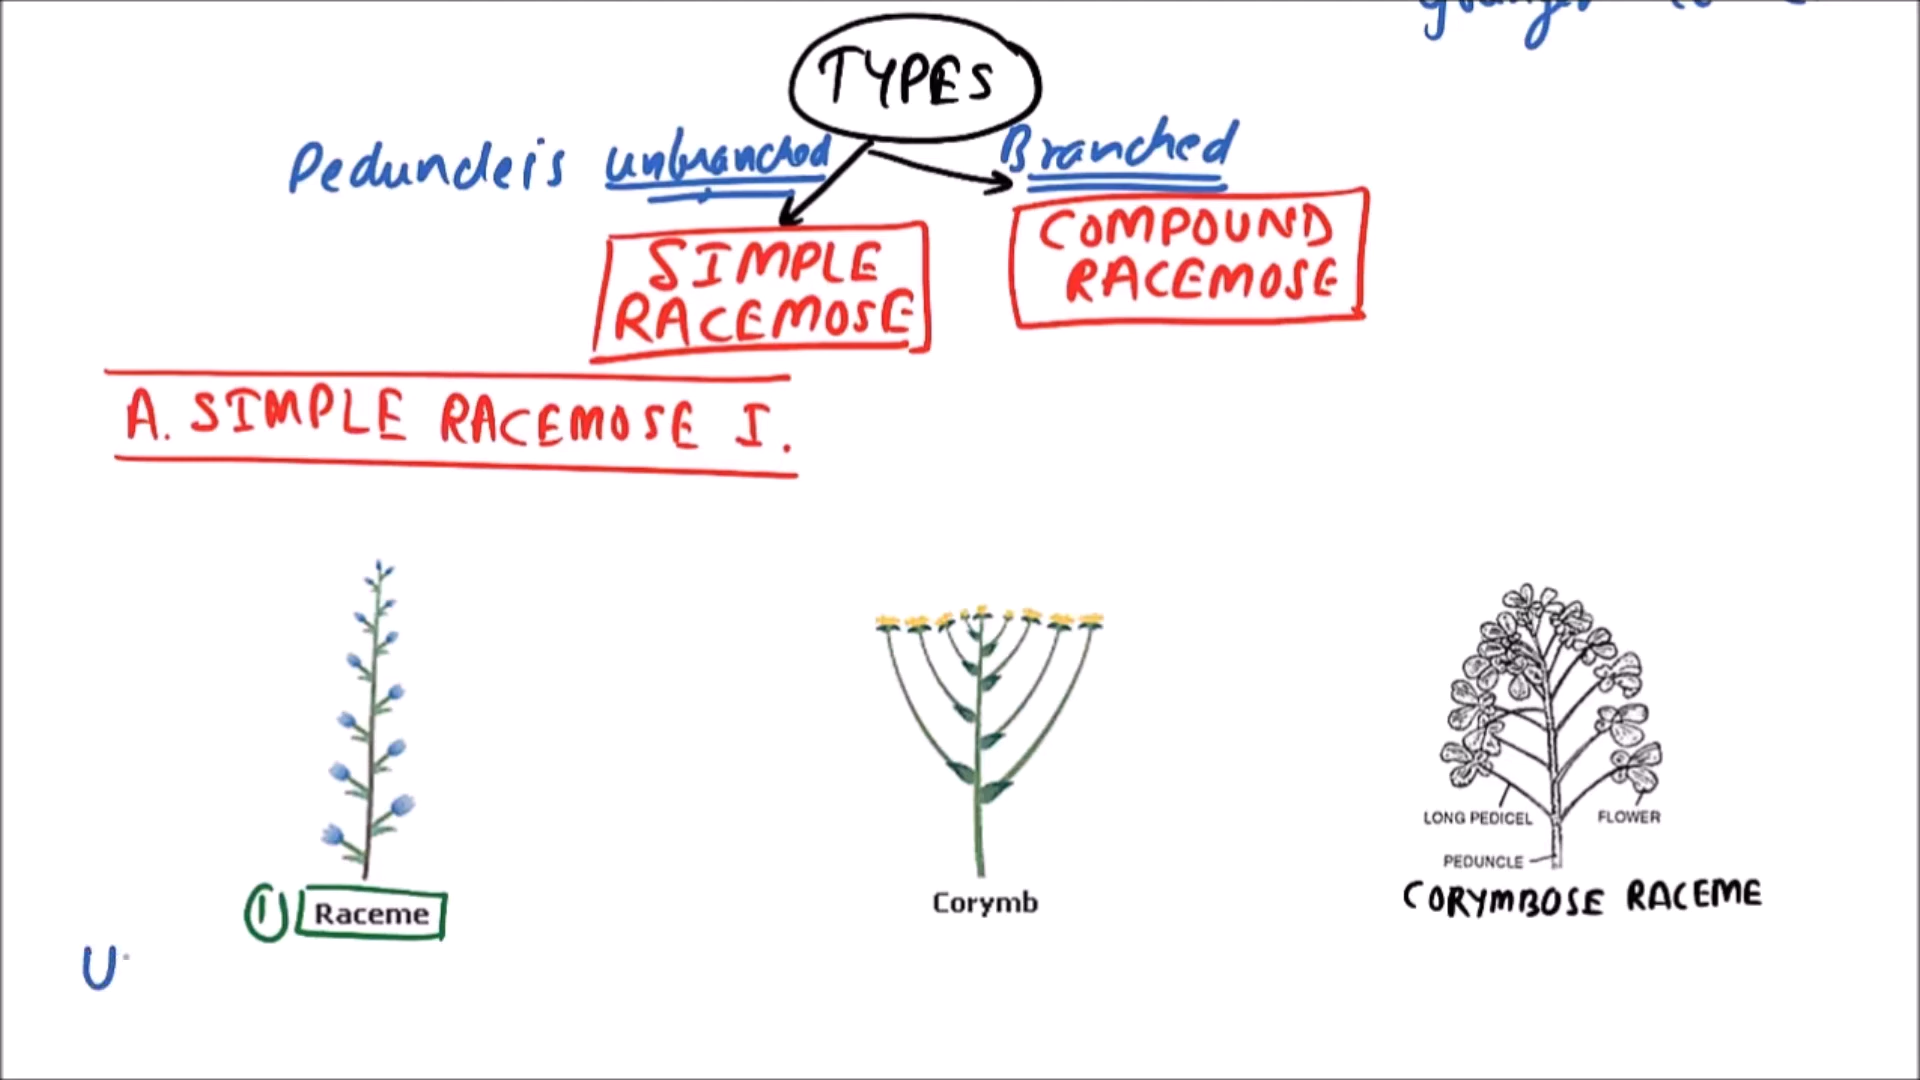 TYPES
Peduncle is unbranched
Branched
SIMPLE
RACEMOSE
COMPOUND
RACEMOSE
A. SIMPLE RACEMOSE I.
LONG PEDICEL
FLOWER
PEDUNCLE
1 Raceme
Corymb
CORYMBOSE RACEME
U